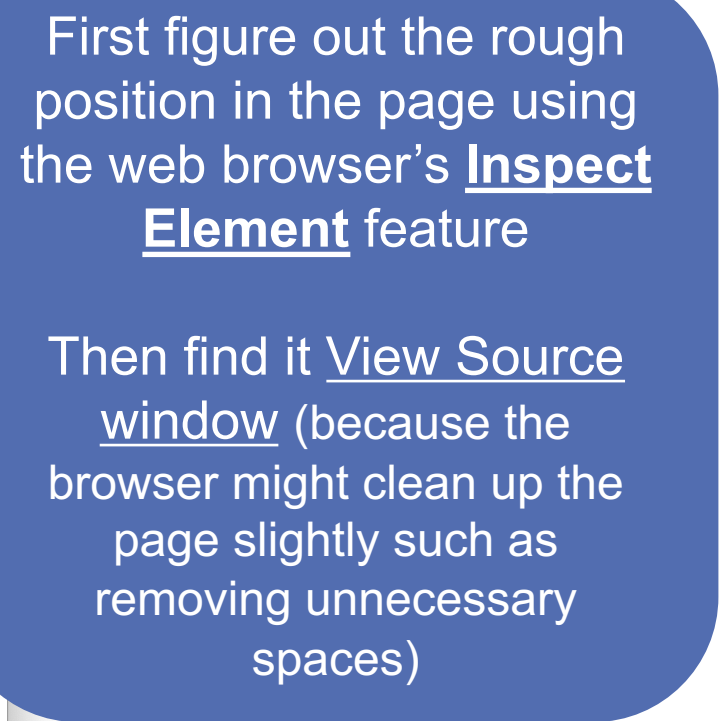 First figure out the rough
position in the page using
the web browser’s Inspect
Element feature
Then find it View Source
window (because the
browser might clean up the
page slightly such as
removing unnecessary
spaces)